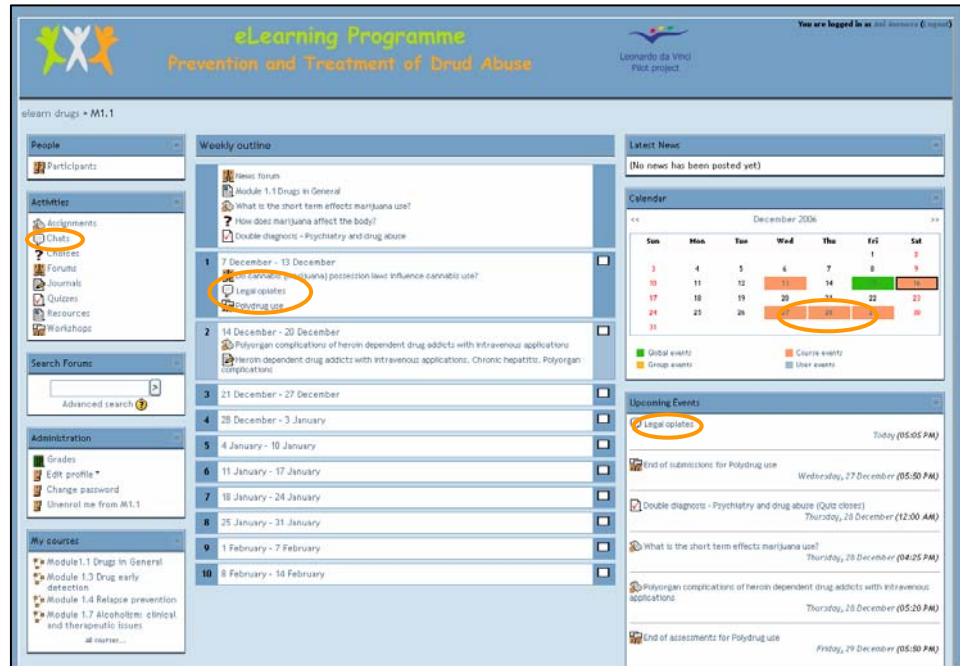 You are logged in as (Logout)
eLearning Programme
Prevention and Treatment of Drud Abuse
Leonardo da Vinci
Pilot project
elearn drugs ▸ M1.1
People
Participants
Activities
Assignments
Chats
Choices
Forums
Journals
Quizzes
Resources
Workshops
Search Forums
Advanced search
Administration
Grades
Edit profile
Change password
Unenrol me from M1.1
My courses
Module1.1 Drugs in General
Module 1.3 Drug early
detection
Module 1.4 Relapse prevention
Module 1.7 Alcoholism: clinical
and therapeutic issues
all courses...
Weekly outline
News forum
Module 1.1 Drugs in General
What is the short term effects marijuana use?
How does marijuana affect the body?
Double diagnosis - Psychiatry and drug abuse
1 7 December - 13 December
Do cannabis (marijuana) possession laws influence cannabis use?
Legal opiates
Polydrug use
2 14 December - 20 December
Polyorgan complications of heroin dependent drug addicts with intravenous applications
Heroin dependent drug addicts with intravenous applications. Chronic hepatitis. Polyorgan
complications
3 21 December - 27 December
4 28 December - 3 January
5 4 January - 10 January
6 11 January - 17 January
7 18 January - 24 January
8 25 January - 31 January
9 1 February - 7 February
10 8 February - 14 February
Latest News
(No news has been posted yet)
Calendar
<< December 2006 >>
Sun Mon Tue Wed Thu Fri Sat
1 2
3 4 5 6 7 8 9
10 11 12 13 14 16
17 18 19 20 21 22 23
24 25 26 27 28 30
31
Global events Course events
Group events User events
Upcoming Events
Legal opiates
Today (05:05 PM)
End of submissions for Polydrug use
Wednesday, 27 December (05:50 PM)
Double diagnosis - Psychiatry and drug abuse (Quiz closes)
Thursday, 28 December (12:00 AM)
What is the short term effects marijuana use?
Thursday, 28 December (04:25 PM)
Polyorgan complications of heroin dependent drug addicts with intravenous
applications
Thursday, 28 December (05:20 PM)
End of assessments for Polydrug use
Friday, 29 December (05:50 PM)